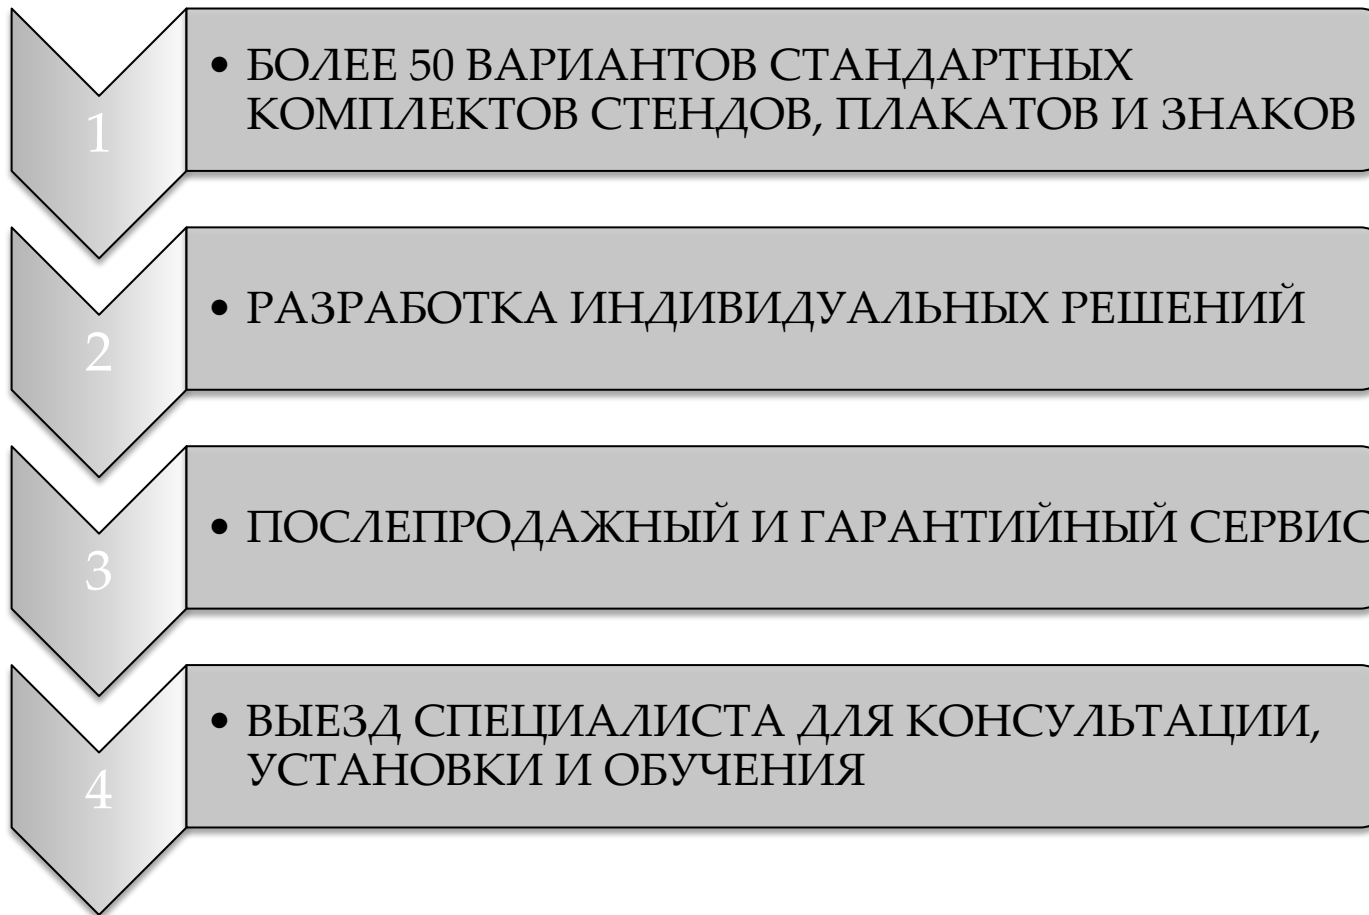 1
• БОЛЕЕ 50 ВАРИАНТОВ СТАНДАРТНЫХ
КОМПЛЕКТОВ СТЕНДОВ, ПЛАКАТОВ И ЗНАКОВ
2
• РАЗРАБОТКА ИНДИВИДУАЛЬНЫХ РЕШЕНИЙ
3
• ПОСЛЕПРОДАЖНЫЙ И ГАРАНТИЙНЫЙ СЕРВИС
4
• ВЫЕЗД СПЕЦИАЛИСТА ДЛЯ КОНСУЛЬТАЦИИ,
УСТАНОВКИ И ОБУЧЕНИЯ